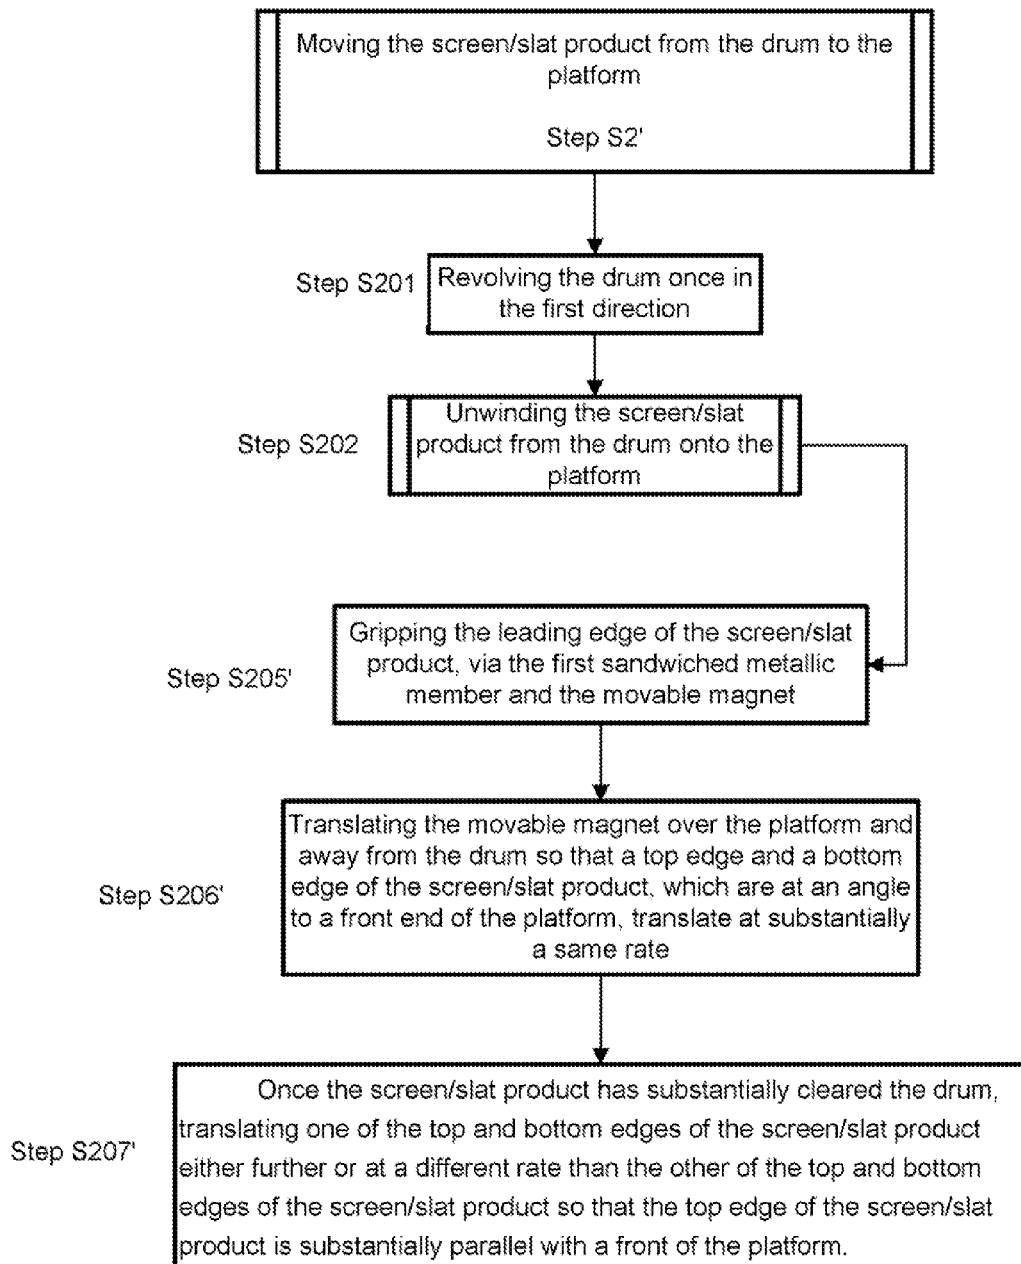 Moving the screen/slat product from the drum to the
platform
Step S2'
Step S201
Revolving the drum once in
the first direction
Step S202
Unwinding the screen/slat
product from the drum onto the
platform
Step S205'
Gripping the leading edge of the screen/slat
product, via the first sandwiched metallic
member and the movable magnet
Step S206'
Translating the movable magnet over the platform and
away from the drum so that a top edge and a bottom
edge of the screen/slat product, which are at an angle
to a front end of the platform, translate at substantially
a same rate
Step S207'
Once the screen/slat product has substantially cleared the drum,
translating one of the top and bottom edges of the screen/slat product
either further or at a different rate than the other of the top and bottom
edges of the screen/slat product so that the top edge of the screen/slat
product is substantially parallel with a front of the platform.